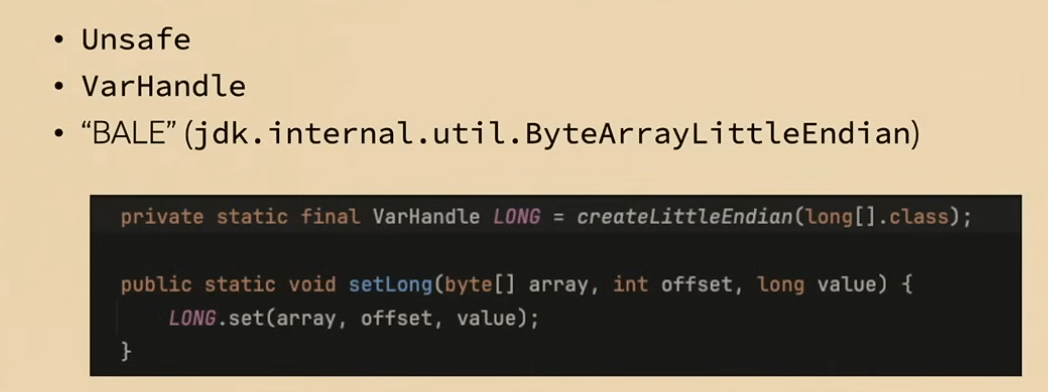 • Unsafe
• VarHandle
• “BALE” (jdk.internal.util.ByteArrayLittleEndian)
private static final VarHandle LONG = createLittleEndian(long[].class);
public static void setLong(byte[] array, int offset, long value) {
    LONG.set(array, offset, value);
}